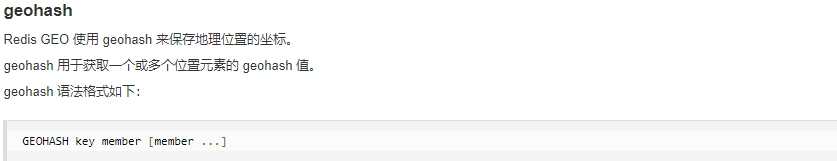 geohash
Redis GEO 使用 geohash 来保存地理位置的坐标。
geohash 用于获取一个或多个位置元素的 geohash 值。
geohash 语法格式如下：
GEOHASH key member [member ...]